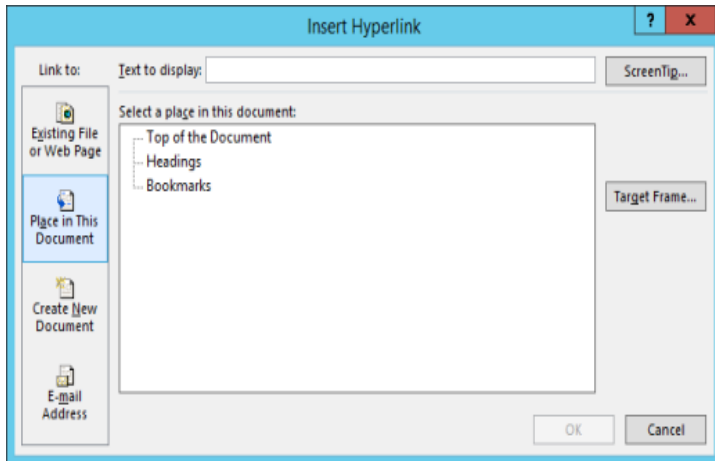 Insert Hyperlink
?
x
Link to:
Text to display:
ScreenTip...
Existing File
or Web Page
Place in This
Document
Create New
Document
E-mail
Address
Select a place in this document:
Top of the Document
Headings
Bookmarks
Target Frame...
OK
Cancel